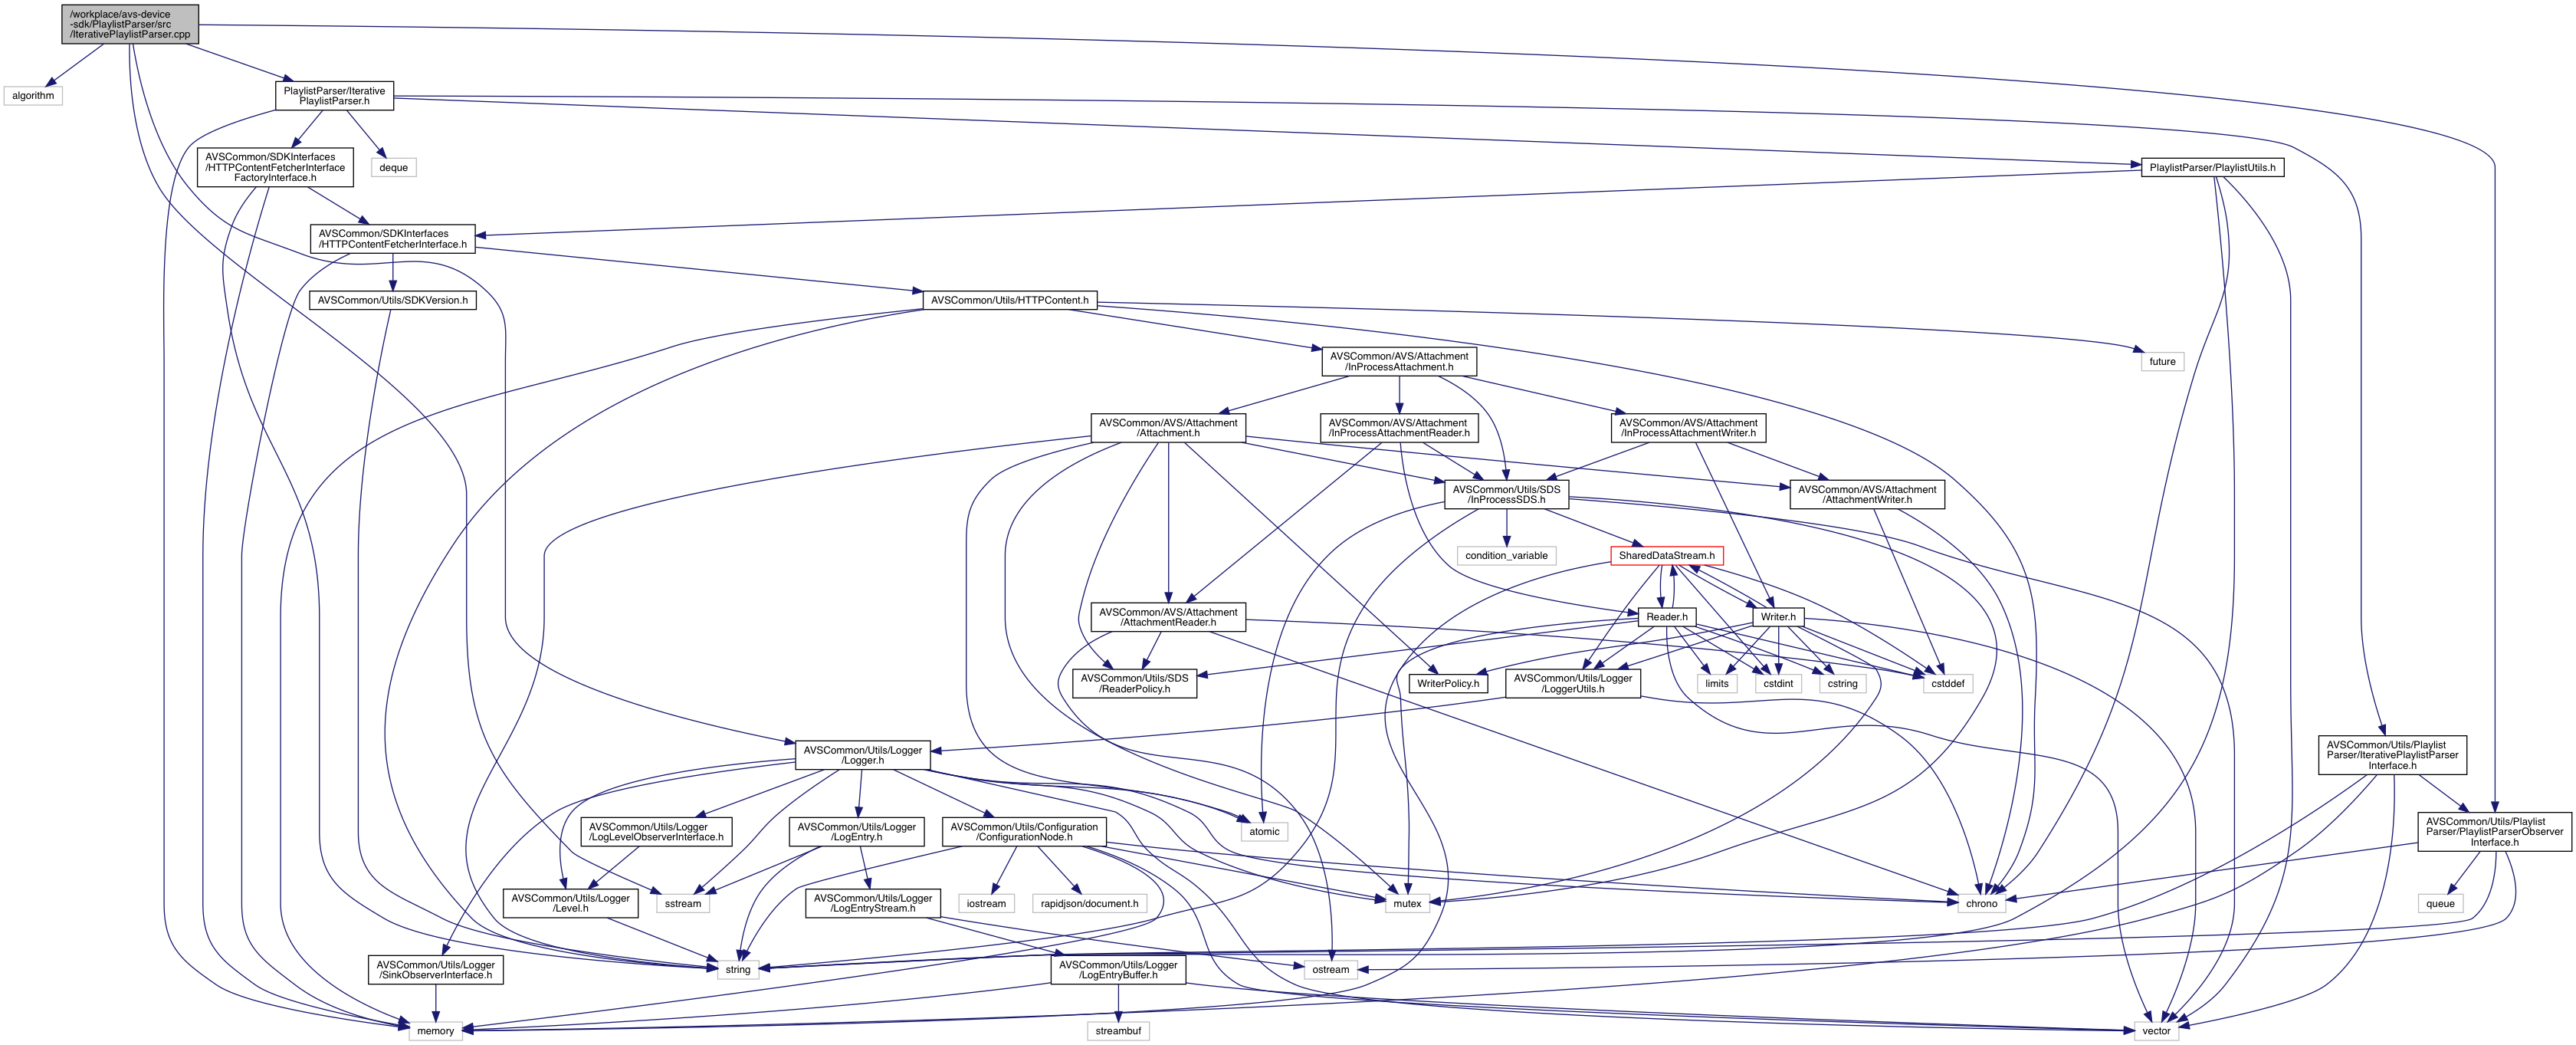 /workplace/avs-device
-sdk/PlaylistParser/src
/IterativePlaylistParser.cpp
algorithm
PlaylistParser/Iterative
PlaylistParser.h
AVSCommon/SDKInterfaces
/HTTPContentFetcherInterface
FactoryInterface.h
deque
PlaylistParser/PlaylistUtils.h
AVSCommon/SDKInterfaces
/HTTPContentFetcherInterface.h
AVSCommon/Utils/SDKVersion.h
AVSCommon/Utils/HTTPContent.h
AVSCommon/AVS/Attachment
/InProcessAttachment.h
future
AVSCommon/AVS/Attachment
/Attachment.h
AVSCommon/AVS/Attachment
/InProcessAttachmentReader.h
AVSCommon/AVS/Attachment
/InProcessAttachmentWriter.h
AVSCommon/Utils/SDS
/InProcessSDS.h
AVSCommon/AVS/Attachment
/AttachmentWriter.h
condition_variable
SharedDataStream.h
AVSCommon/AVS/Attachment
/AttachmentReader.h
Reader.h
Writer.h
AVSCommon/Utils/SDS
/ReaderPolicy.h
WriterPolicy.h
AVSCommon/Utils/Logger
/LoggerUtils.h
limits
cstdint
cstring
cstddef
AVSCommon/Utils/Logger
/Logger.h
AVSCommon/Utils/Playlist
Parser/IterativePlaylistParser
Interface.h
AVSCommon/Utils/Logger
/LogLevelObserverInterface.h
AVSCommon/Utils/Logger
/LogEntry.h
AVSCommon/Utils/Configuration
/ConfigurationNode.h
atomic
AVSCommon/Utils/Playlist
Parser/PlaylistParserObserver
Interface.h
AVSCommon/Utils/Logger
/Level.h
sstream
AVSCommon/Utils/Logger
/LogEntryStream.h
iostream
rapidjson/document.h
mutex
chrono
queue
AVSCommon/Utils/Logger
/SinkObserverInterface.h
string
AVSCommon/Utils/Logger
/LogEntryBuffer.h
ostream
memory
streambuf
vector